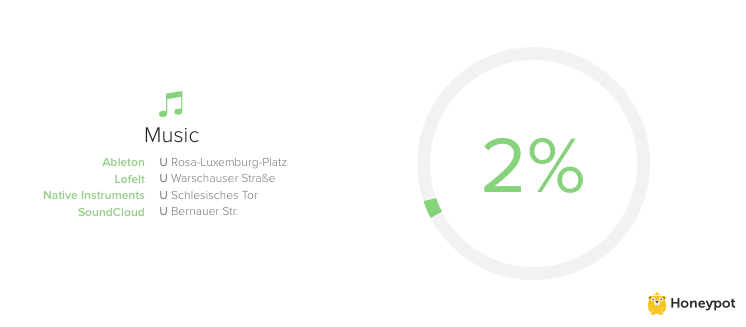 Music
Ableton U Rosa-Luxemburg-Platz
Lofelt U Warschauser Straße
Native Instruments U Schlesisches Tor
SoundCloud U Bernauer Str.
2%
Honeypot